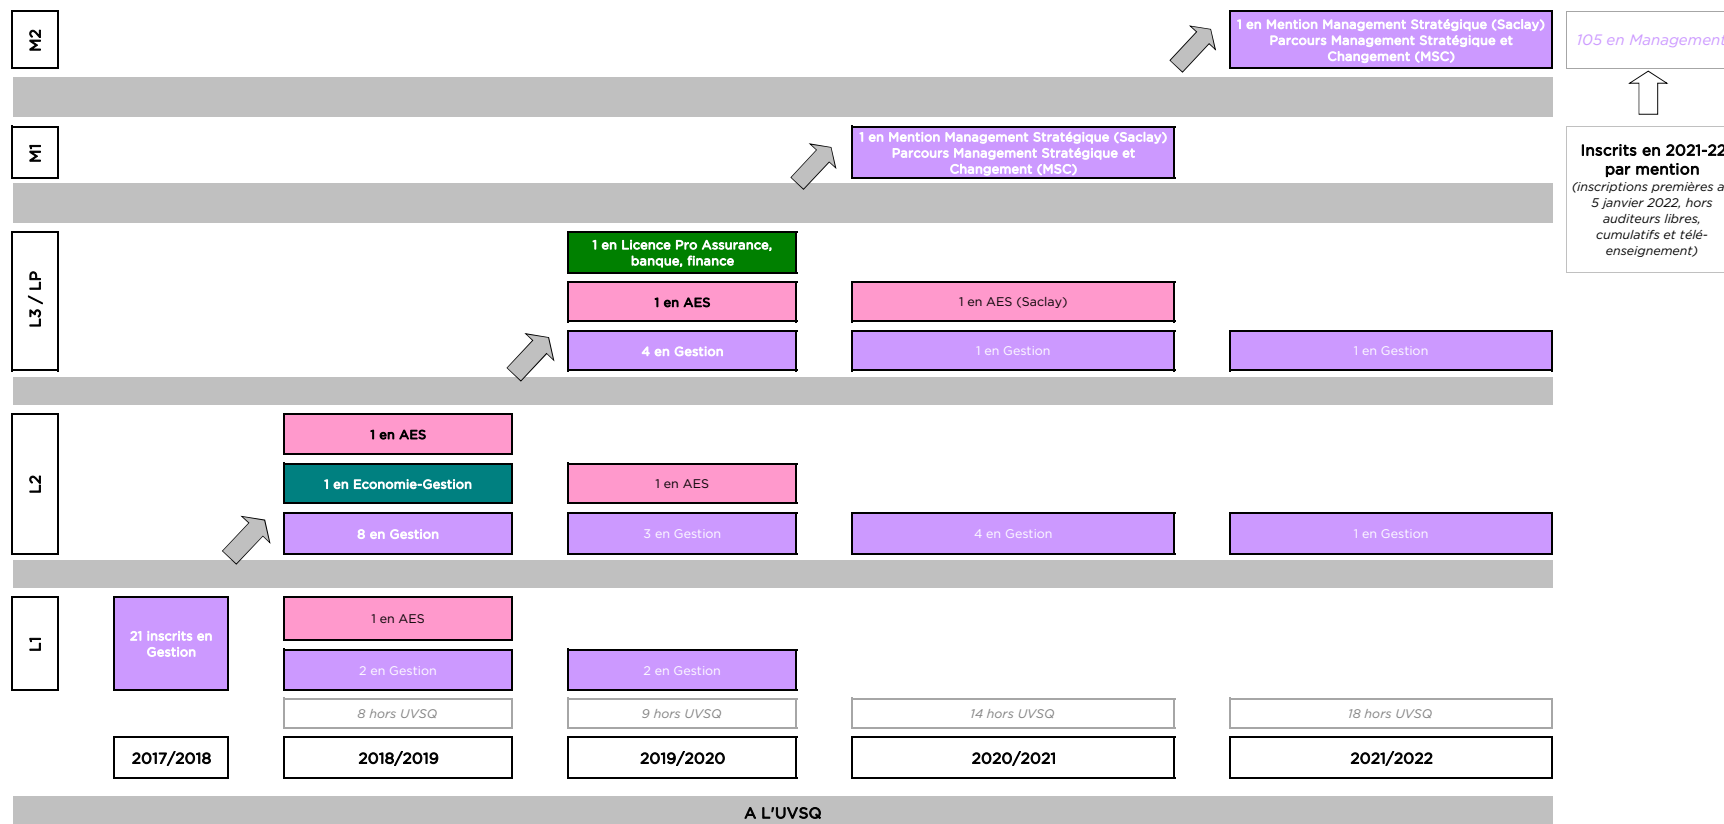 M2
1 en Mention Management Stratégique (Saclay)
Parcours Management Stratégique et
Changement (MSC)
105 en Management
M1
1 en Mention Management Stratégique (Saclay)
Parcours Management Stratégique et
Changement (MSC)
Inscrits en 2021-22
par mention
(inscriptions premières a
5 janvier 2022, hors
auditeurs libres,
cumulatifs et télé-
enseignement)
L3 / LP
1 en Licence Pro Assurance,
banque, finance
1 en AES
1 en AES (Saclay)
4 en Gestion
1 en Gestion
1 en Gestion
L2
1 en AES
1 en Economie-Gestion
1 en AES
8 en Gestion
3 en Gestion
4 en Gestion
1 en Gestion
L1
21 inscrits en
Gestion
1 en AES
2 en Gestion
2 en Gestion
8 hors UVSQ
9 hors UVSQ
14 hors UVSQ
18 hors UVSQ
2017/2018
2018/2019
2019/2020
2020/2021
2021/2022
A L'UVSQ